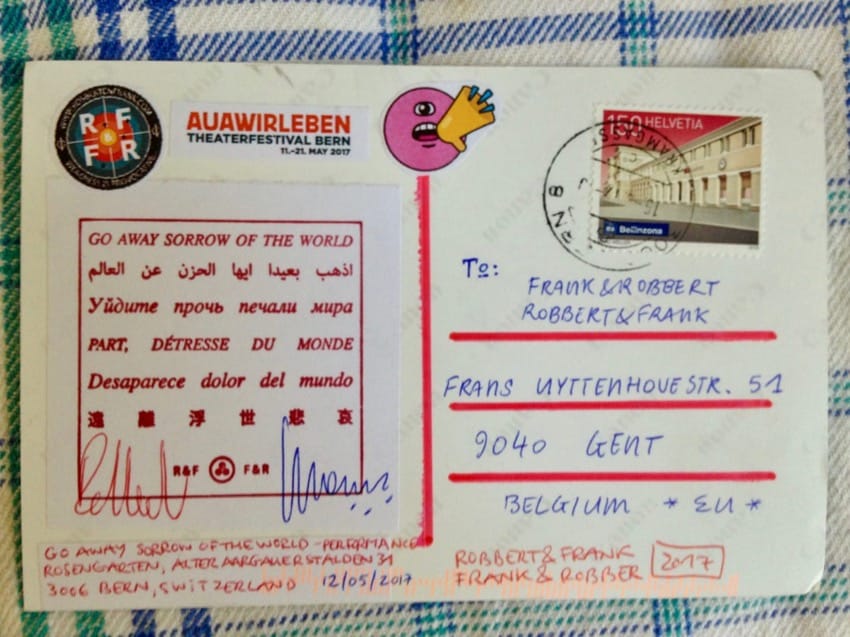 R F
F R
AUAWIRLEBEN
THEATERFESTIVAL BERN
11.–21. MAY 2017
150 HELVETIA
Bellinzona
GO AWAY SORROW OF THE WORLD
اذهب بعيدا ايها الحزن عن العالم
Уйдите прочь печали мира
PART, DÉTRESSE DU MONDE
Desaparece dolor del mundo
遠離浮世悲哀
R&F F&R
GO AWAY SORROW OF THE WORLD - PERFORMANCE
ROSENGARTEN, ALTER AARGAUERSTALDEN 31
3006 BERN, SWITZERLAND 12/05/2017
To:
FRANK & ROBBERT
ROBBERT & FRANK
FRANS UYTTENHOVESTR. 51
9040 GENT
BELGIUM * EU *
ROBBERT & FRANK
FRANK & ROBBER
2017